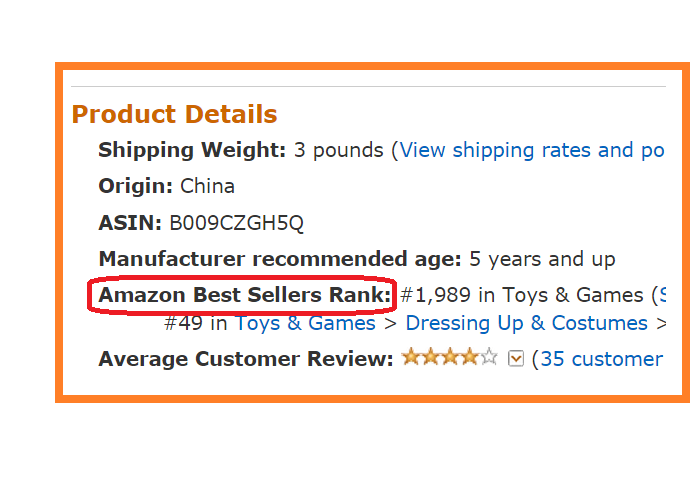 Product Details
Shipping Weight: 3 pounds (View shipping rates and po
Origin: China
ASIN: B009CZGH5Q
Manufacturer recommended age: 5 years and up
Amazon Best Sellers Rank: #1,989 in Toys & Games (S
#49 in Toys & Games > Dressing Up & Costumes >
Average Customer Review: (35 customer